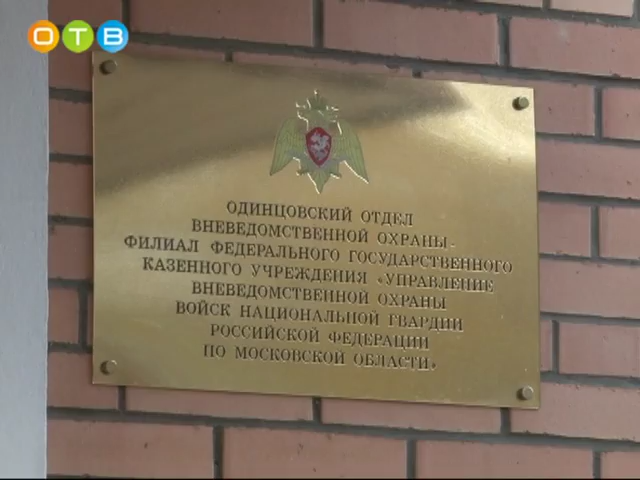 ОТВ
ОДИНЦОВСКИЙ ОТДЕЛ
ВНЕВЕДОМСТВЕННОЙ ОХРАНЫ-
ФИЛИАЛ ФЕДЕРАЛЬНОГО ГОСУДАРСТВЕННОГО
КАЗЕННОГО УЧРЕЖДЕНИЯ «УПРАВЛЕНИЕ
ВНЕВЕДОМСТВЕННОЙ ОХРАНЫ
ВОЙСК НАЦИОНАЛЬНОЙ ГВАРДИИ
РОССИЙСКОЙ ФЕДЕРАЦИИ
ПО МОСКОВСКОЙ ОБЛАСТИ»